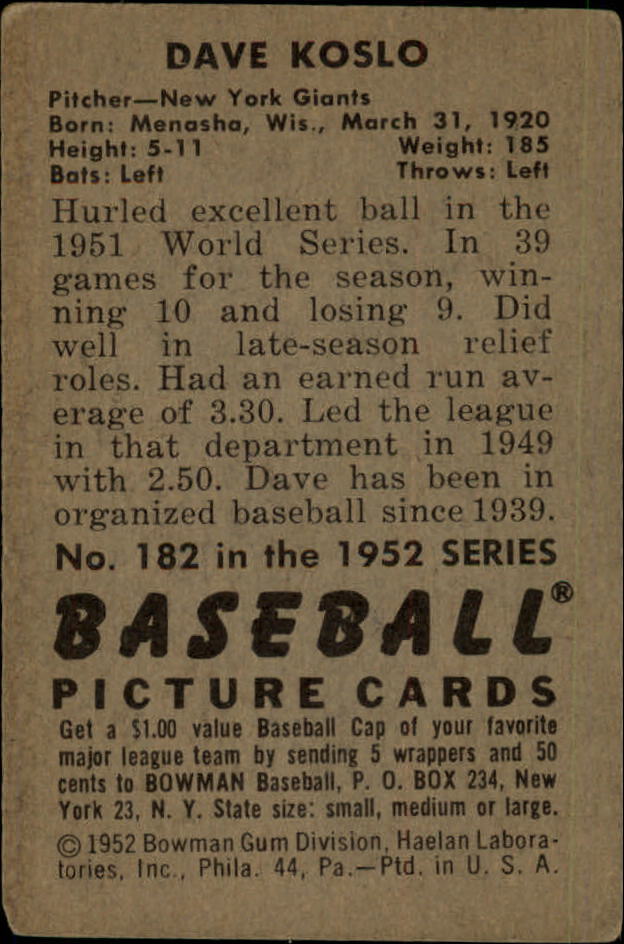 DAVE KOSLO
Pitcher—New York Giants
Born: Menasha, Wis., March 31, 1920
Height: 5-11 Weight: 185
Bats: Left Throws: Left
Hurled excellent ball in the
1951 World Series. In 39
games for the season, win-
ning 10 and losing 9. Did
well in late-season relief
roles. Had an earned run av-
erage of 3.30. Led the league
in that department in 1949
with 2.50. Dave has been in
organized baseball since 1939.
No. 182 in the 1952 SERIES
BASEBALL®
PICTURE CARDS
Get a $1.00 value Baseball Cap of your favorite
major league team by sending 5 wrappers and 50
cents to BOWMAN Baseball, P. O. BOX 234, New
York 23, N. Y. State size: small, medium or large.
© 1952 Bowman Gum Division, Haelan Labora-
tories, Inc., Phila. 44, Pa.—Ptd. in U. S. A.